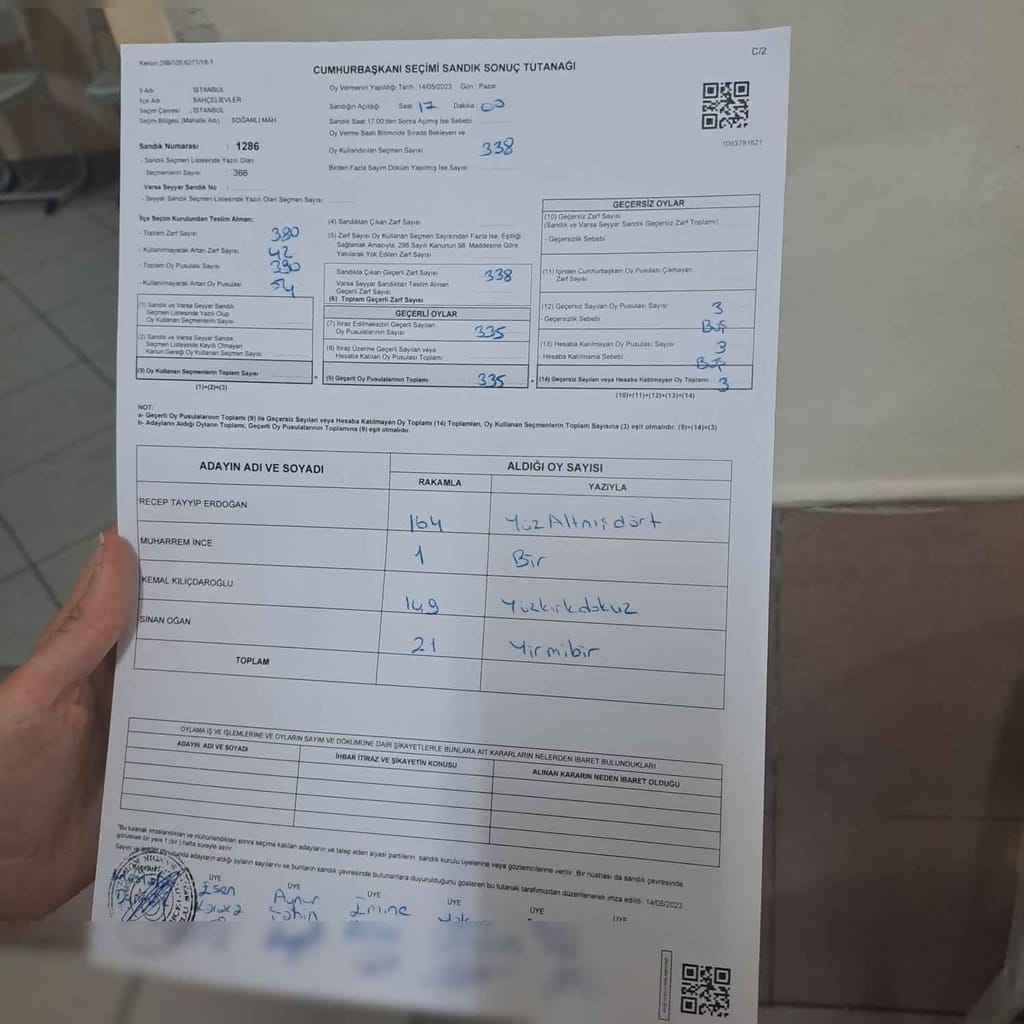 Kanun:298/105,6271/18-1
C/2
CUMHURBAŞKANI SEÇİMİ SANDIK SONUÇ TUTANAĞI
İl Adı : İSTANBUL
İlçe Adı : BAHÇELİEVLER
Seçim Çevresi : İSTANBUL
Seçim Bölgesi (Mahalle Adı) : SOĞANLI MAH.
Sandık Numarası : 1286
- Sandık Seçmen Listesinde Yazılı Olan
Seçmenlerin Sayısı : 386
Varsa Seyyar Sandık No :
- Seyyar Sandık Seçmen Listesinde Yazılı Olan Seçmen Sayısı
Oy Vermenin Yapıldığı Tarih : 14/05/2023 Gün : Pazar
Sandığın Açıldığı Saat 17 Dakika 00
Sandık Saat 17:00'den Sonra Açılmış İse Sebebi
Oy Verme Saati Bitiminde Sırada Bekleyen ve
Oy Kullandırılan Seçmen Sayısı 338
Birden Fazla Sayım Döküm Yapılmış İse Sayısı
1093781621
İlçe Seçim Kurulundan Teslim Alınan;
- Toplam Zarf Sayısı 380
- Kullanılmayarak Artan Zarf Sayısı 42
- Toplam Oy Pusulası Sayısı 390
- Kullanılmayarak Artan Oy Pusulası 54
(1) Sandık ve Varsa Seyyar Sandık
Seçmen Listesinde Yazılı Olup
Oy Kullanan Seçmenlerin Sayısı
(2) Sandık ve Varsa Seyyar Sandık
Seçmen Listesinde Kayıtlı Olmayan
Kanun Gereği Oy Kullanan Seçmen Sayısı
(3) Oy Kullanan Seçmenlerin Toplam Sayısı
(1)+(2)=(3)
(4) Sandıktan Çıkan Zarf Sayısı
(5) Zarf Sayısı Oy Kullanan Seçmen Sayısından Fazla İse, Eşitliği
Sağlamak Amacıyla, 298 Sayılı Kanunun 98. Maddesine Göre
Yakılarak Yok Edilen Zarf Sayısı
Sandıkta Çıkan Geçerli Zarf Sayısı 338
Varsa Seyyar Sandıktan Teslim Alınan
Geçerli Zarf Sayısı
(6) Toplam Geçerli Zarf Sayısı
GEÇERLİ OYLAR
(7) İtiraz Edilmeksizin Geçerli Sayılan
Oy Pusulalarının Sayısı 335
(8) İtiraz Üzerine Geçerli Sayılan veya
Hesaba Katılan Oy Pusulası Toplamı
= (9) Geçerli Oy Pusulalarının Toplamı 335
GEÇERSİZ OYLAR
(10) Geçersiz Zarf Sayısı
(Sandık ve Varsa Seyyar Sandık Geçersiz Zarf Toplamı)
- Geçersizlik Sebebi
(11) İçinden Cumhurbaşkanı Oy Pusulası Çıkmayan
Zarf Sayısı
(12) Geçersiz Sayılan Oy Pusulası Sayısı 3
- Geçersizlik Sebebi Boş
(13) Hesaba Katılmayan Oy Pusulası Sayısı 3
- Hesaba Katılmama Sebebi Boş
+ (14) Geçersiz Sayılan veya Hesaba Katılmayan Oy Toplamı 3
(10)+(11)+(12)+(13)=(14)
NOT:
a- Geçerli Oy Pusulalarının Toplamı (9) ile Geçersiz Sayılan veya Hesaba Katılmayan Oy Toplamı (14) Toplamları, Oy Kullanan Seçmenlerin Toplam Sayısına (3) eşit olmalıdır. (9)+(14)=(3)
b- Adayların Aldığı Oyların Toplamı, Geçerli Oy Pusulalarının Toplamına (9) eşit olmalıdır.
ADAYIN ADI VE SOYADI ALDIĞI OY SAYISI
RAKAMLA YAZIYLA
RECEP TAYYİP ERDOĞAN 164 Yüz Altmış dört
MUHARREM İNCE 1 Bir
KEMAL KILIÇDAROĞLU 149 Yüzkırkdokuz
SİNAN OĞAN 21 Yirmibir
TOPLAM
OYLAMA İŞ VE İŞLEMLERİNE VE OYLARIN SAYIM VE DÖKÜMÜNE DAİR ŞİKAYETLERLE BUNLARA AİT KARARLARIN NELERDEN İBARET BULUNDUKLARI
ADAYIN ADI VE SOYADI İHBAR İTİRAZ VE ŞİKAYETİN KONUSU ALINAN KARARIN NEDEN İBARET OLDUĞU
"Bu tutanak imzalandıktan ve mühürlendikten sonra seçime katılan adayların ve talep eden siyasi partilerin sandık kurulu üyelerine veya gözlemcilerine verilir. Bir nüshası da sandık çevresinde
görülecek bir yere 1 (bir) hafta süreyle asılır.
Sayım ve döküm sonucunda adayların aldığı oyların sayılarını ve bunların sandık çevresinde bulunanlara duyurulduğunu gösteren bu tutanak tarafımızdan düzenlenerek imza edildi. 14/05/2023
ÜYE ÜYE ÜYE ÜYE ÜYE ÜYE
Esen Aynur Emine
Şahin